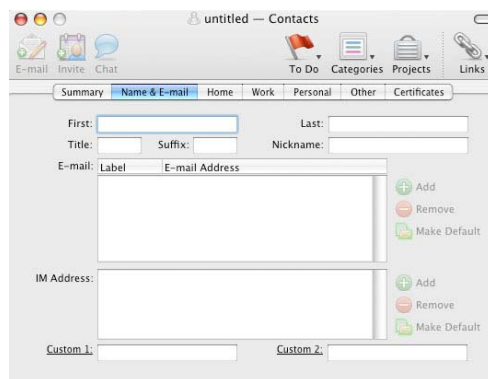 untitled — Contacts
E-mail Invite Chat To Do Categories Projects Links
Summary Name & E-mail Home Work Personal Other Certificates
First: Last:
Title: Suffix: Nickname:
E-mail: Label E-mail Address
Add
Remove
Make Default
IM Address:
Add
Remove
Make Default
Custom 1: Custom 2: